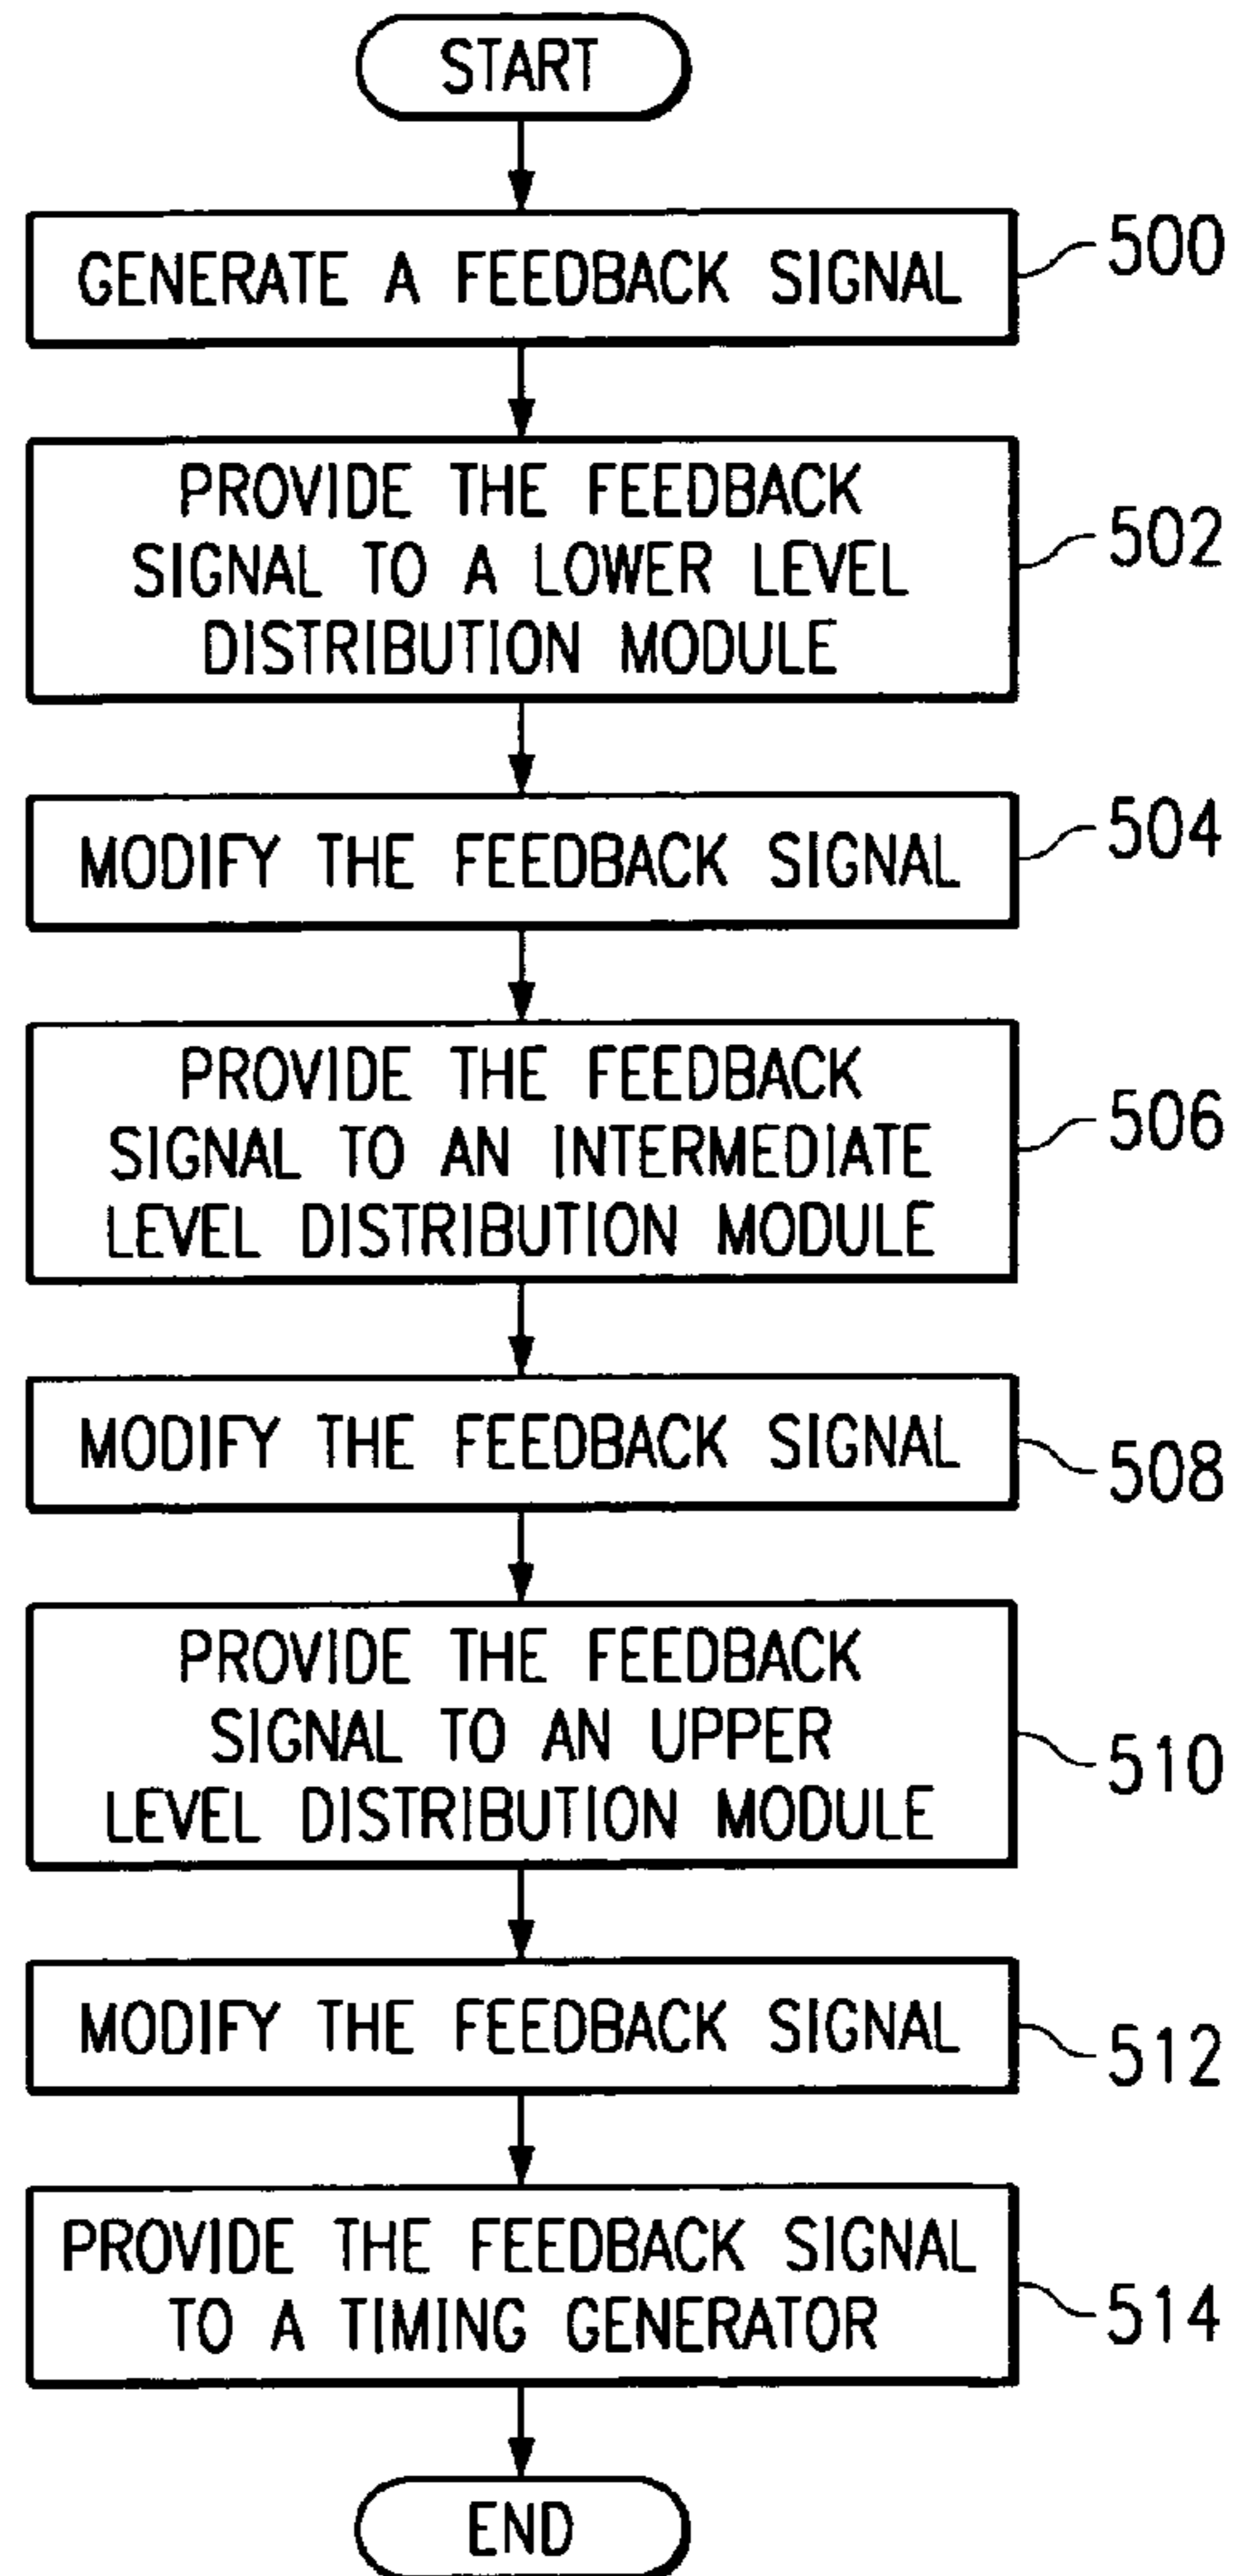 START
GENERATE A FEEDBACK SIGNAL
500
PROVIDE THE FEEDBACK
SIGNAL TO A LOWER LEVEL
DISTRIBUTION MODULE
502
MODIFY THE FEEDBACK SIGNAL
504
PROVIDE THE FEEDBACK
SIGNAL TO AN INTERMEDIATE
LEVEL DISTRIBUTION MODULE
506
MODIFY THE FEEDBACK SIGNAL
508
PROVIDE THE FEEDBACK
SIGNAL TO AN UPPER
LEVEL DISTRIBUTION MODULE
510
MODIFY THE FEEDBACK SIGNAL
512
PROVIDE THE FEEDBACK SIGNAL
TO A TIMING GENERATOR
514
END